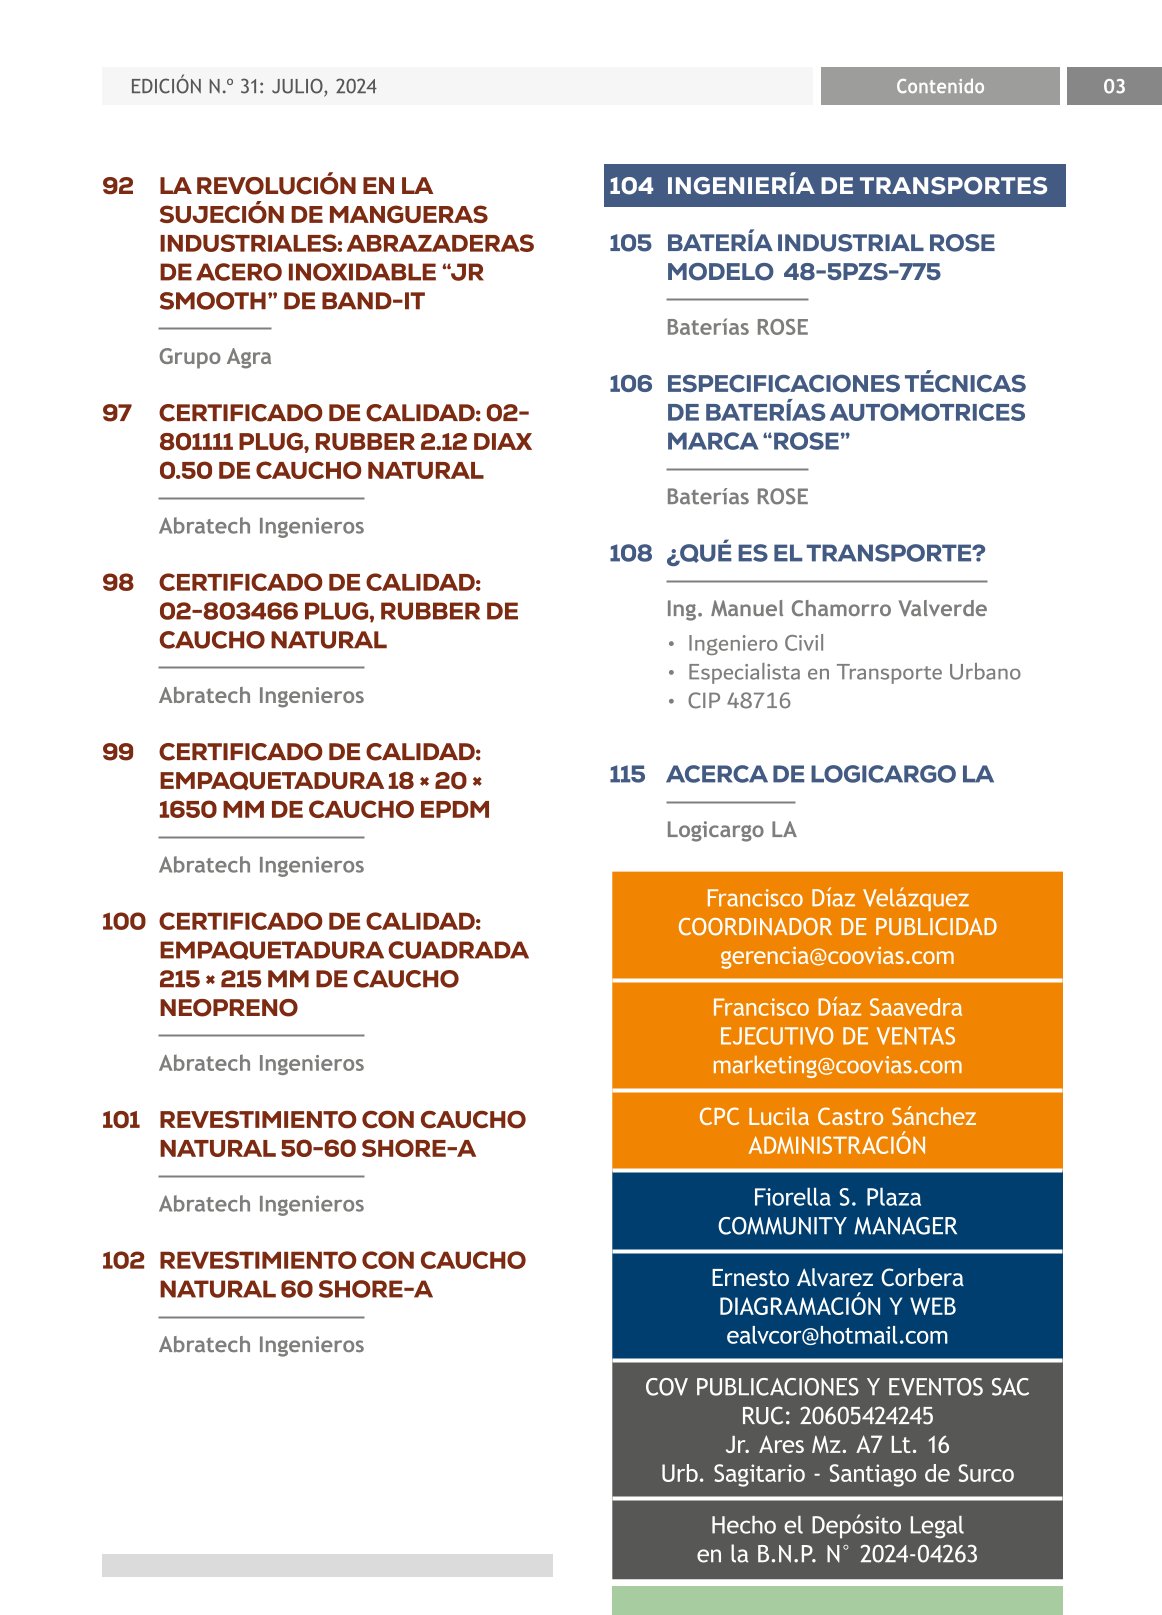 EDICIÓN N.º 31: JULIO, 2024
Contenido
03
92 LA REVOLUCIÓN EN LA
SUJECIÓN DE MANGUERAS
INDUSTRIALES: ABRAZADERAS
DE ACERO INOXIDABLE “JR
SMOOTH” DE BAND-IT
Grupo Agra
97 CERTIFICADO DE CALIDAD: 02-
801111 PLUG, RUBBER 2.12 DIAX
0.50 DE CAUCHO NATURAL
Abratech Ingenieros
98 CERTIFICADO DE CALIDAD:
02-803466 PLUG, RUBBER DE
CAUCHO NATURAL
Abratech Ingenieros
99 CERTIFICADO DE CALIDAD:
EMPAQUETADURA 18 × 20 ×
1650 MM DE CAUCHO EPDM
Abratech Ingenieros
100 CERTIFICADO DE CALIDAD:
EMPAQUETADURA CUADRADA
215 × 215 MM DE CAUCHO
NEOPRENO
Abratech Ingenieros
101 REVESTIMIENTO CON CAUCHO
NATURAL 50-60 SHORE-A
Abratech Ingenieros
102 REVESTIMIENTO CON CAUCHO
NATURAL 60 SHORE-A
Abratech Ingenieros
104 INGENIERÍA DE TRANSPORTES
105 BATERÍA INDUSTRIAL ROSE
MODELO 48-5PZS-775
Baterías ROSE
106 ESPECIFICACIONES TÉCNICAS
DE BATERÍAS AUTOMOTRICES
MARCA “ROSE”
Baterías ROSE
108 ¿QUÉ ES EL TRANSPORTE?
Ing. Manuel Chamorro Valverde
• Ingeniero Civil
• Especialista en Transporte Urbano
• CIP 48716
115 ACERCA DE LOGICARGO LA
Logicargo LA
Francisco Díaz Velázquez
COORDINADOR DE PUBLICIDAD
gerencia@coovias.com
Francisco Díaz Saavedra
EJECUTIVO DE VENTAS
marketing@coovias.com
CPC Lucila Castro Sánchez
ADMINISTRACIÓN
Fiorella S. Plaza
COMMUNITY MANAGER
Ernesto Alvarez Corbera
DIAGRAMACIÓN Y WEB
ealvcor@hotmail.com
COV PUBLICACIONES Y EVENTOS SAC
RUC: 20605424245
Jr. Ares Mz. A7 Lt. 16
Urb. Sagitario - Santiago de Surco
Hecho el Depósito Legal
en la B.N.P. N° 2024-04263